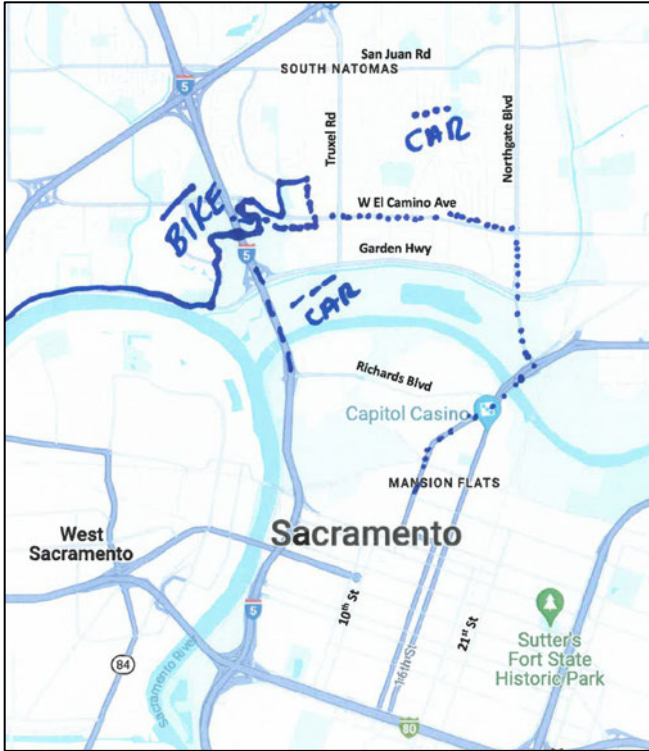 San Juan Rd
SOUTH NATOMAS
5
Truxel Rd
CAR
Northgate Blvd
BIKE
W El Camino Ave
Garden Hwy
5
CAR
Richards Blvd
Capitol Casino
MANSION FLATS
West
Sacramento
Sacramento
5
10th St
16th St
21st St
Sutter's
Fort State
Historic Park
84
Sacramento River
80